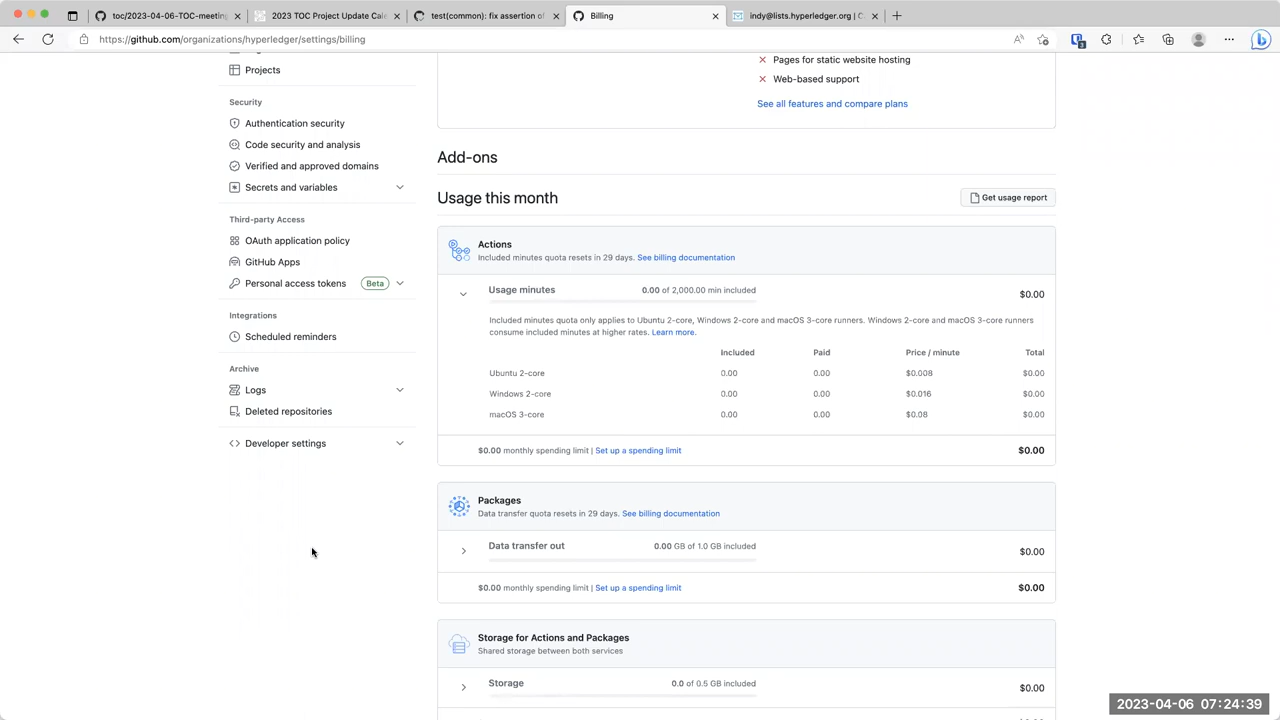 toc/2023-04-06-TOC-meeting
2023 TOC Project Update Cale
test(common): fix assertion of
Billing
indy@lists.hyperledger.org | C
https://github.com/organizations/hyperledger/settings/billing
3
Projects
Security
Authentication security
Code security and analysis
Verified and approved domains
Secrets and variables
Third-party Access
OAuth application policy
GitHub Apps
Personal access tokens Beta
Integrations
Scheduled reminders
Archive
Logs
Deleted repositories
Developer settings
Pages for static website hosting
Web-based support
See all features and compare plans
Add-ons
Usage this month
Get usage report
Actions
Included minutes quota resets in 29 days. See billing documentation
Usage minutes 0.00 of 2,000.00 min included $0.00
Included minutes quota only applies to Ubuntu 2-core, Windows 2-core and macOS 3-core runners. Windows 2-core and macOS 3-core runners
consume included minutes at higher rates. Learn more.
Included Paid Price / minute Total
Ubuntu 2-core 0.00 0.00 $0.008 $0.00
Windows 2-core 0.00 0.00 $0.016 $0.00
macOS 3-core 0.00 0.00 $0.08 $0.00
$0.00 monthly spending limit | Set up a spending limit $0.00
Packages
Data transfer quota resets in 29 days. See billing documentation
Data transfer out 0.00 GB of 1.0 GB included $0.00
$0.00 monthly spending limit | Set up a spending limit $0.00
Storage for Actions and Packages
Shared storage between both services
Storage 0.0 of 0.5 GB included $0.00
2023-04-06 07:24:39